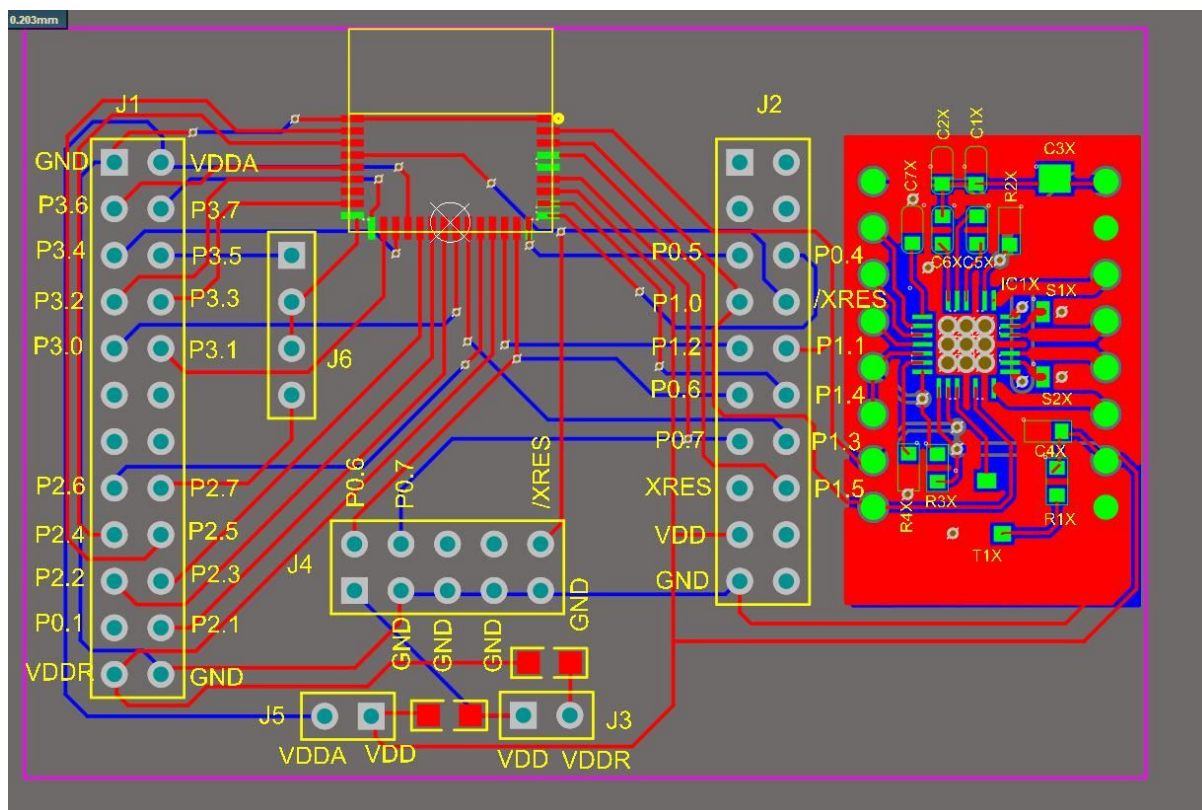 0.203mm
J1
J2
C2X
C1X
C3X
C7X
R2X
GND
VDDA
P3.6
P3.7
P3.4
P3.5
P0.5
P0.4
C6X
C5X
P3.2
P3.3
P1.0
/XRES
IC1X
S1X
P3.0
P3.1
J6
P1.2
P1.1
P0.6
P1.4
S2X
P0.6
P0.7
/XRES
P0.7
P1.3
C4X
P2.6
P2.7
XRES
P1.5
R4X
R3X
R1X
P2.4
P2.5
J4
VDD
T1X
P2.2
P2.3
GND
P0.1
P2.1
GND
GND
GND
GND
VDDR
GND
J5
J3
VDDA
VDD
VDD
VDDR